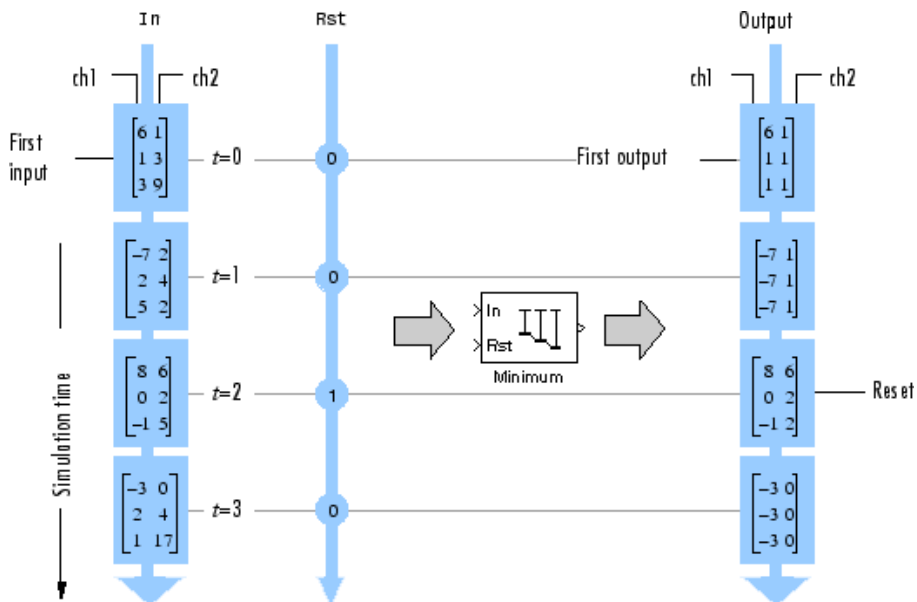 In Rst Output
ch1 ch2 ch1 ch2
First input
6 1
1 3
3 9
t=0
0
First output
6 1
1 1
1 1
-7 2
2 4
5 2
t=1
0
-7 1
-7 1
-7 1
In
Rst
Minimum
Simulation time
8 6
0 2
-1 5
t=2
1
8 6
0 2
-1 2
Reset
-3 0
2 4
1 17
t=3
0
-3 0
-3 0
-3 0